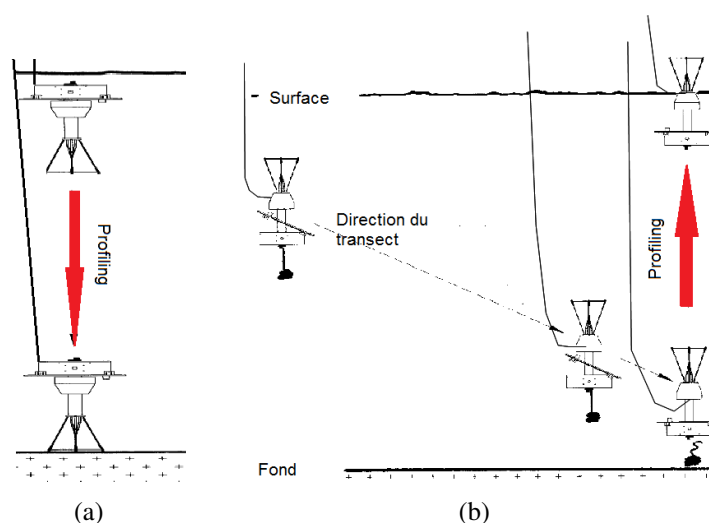 Surface
Profiling
Direction du
transect
Profiling
Fond
(a)
(b)